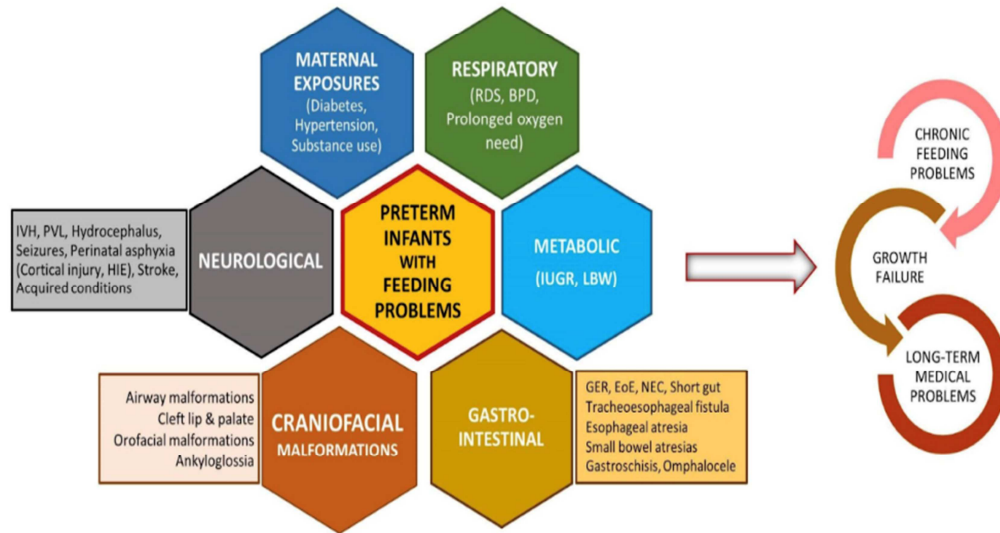 MATERNAL
EXPOSURES
(Diabetes,
Hypertension,
Substance use)
RESPIRATORY
(RDS, BPD,
Prolonged oxygen
need)
IVH, PVL, Hydrocephalus,
Seizures, Perinatal asphyxia
(Cortical injury, HIE), Stroke,
Acquired conditions
NEUROLOGICAL
PRETERM
INFANTS
WITH
FEEDING
PROBLEMS
METABOLIC
(IUGR, LBW)
Airway malformations
Cleft lip & palate
Orofacial malformations
Ankyloglossia
CRANIOFACIAL
MALFORMATIONS
GASTRO-
INTESTINAL
GER, EoE, NEC, Short gut
Tracheoesophageal fistula
Esophageal atresia
Small bowel atresias
Gastroschisis, Omphalocele
CHRONIC
FEEDING
PROBLEMS
GROWTH
FAILURE
LONG-TERM
MEDICAL
PROBLEMS